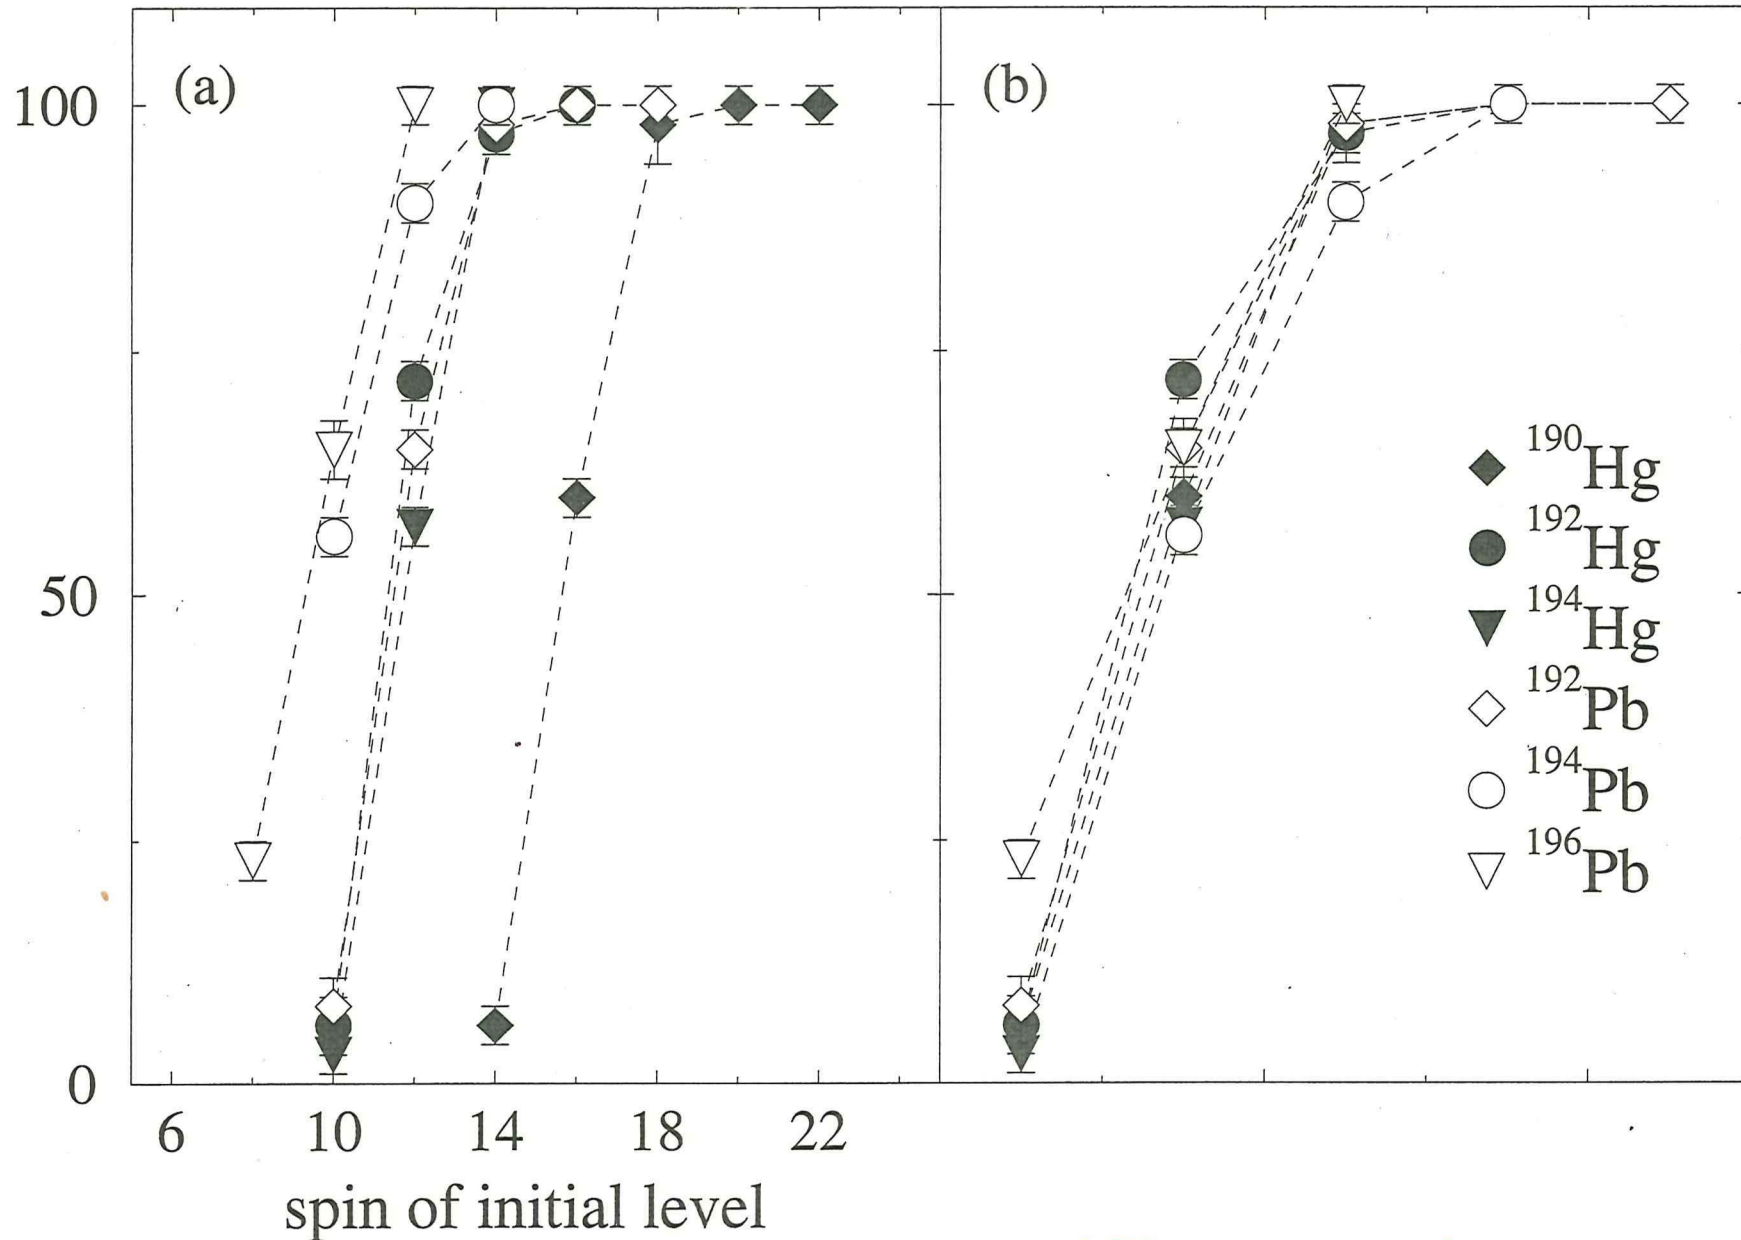 (a)
(b)
100
50
0
6 10 14 18 22
spin of initial level
190Hg
192Hg
194Hg
192Pb
194Pb
196Pb